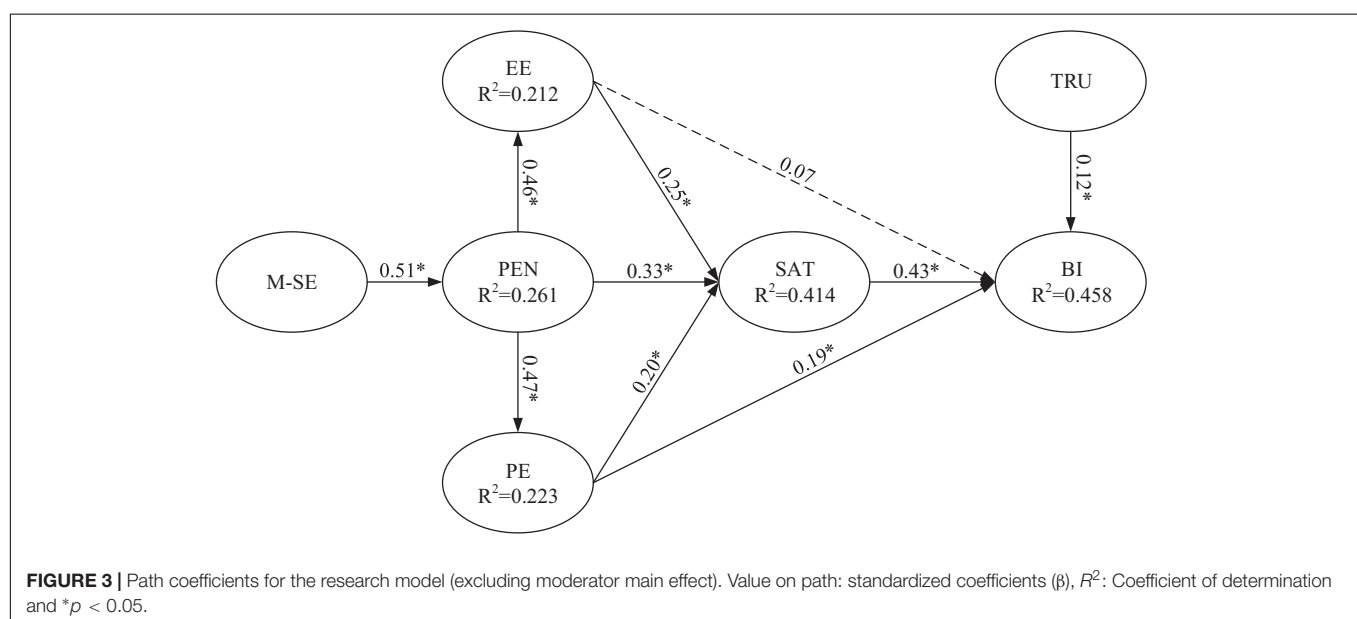 EE
R²=0.212
TRU
0.46*
0.25*
0.07
0.12*
M-SE
0.51*
PEN
R²=0.261
0.33*
SAT
R²=0.414
0.43*
BI
R²=0.458
0.47*
0.20*
0.19*
PE
R²=0.223
FIGURE 3 | Path coefficients for the research model (excluding moderator main effect). Value on path: standardized coefficients (β), R²: Coefficient of determination
and *p < 0.05.